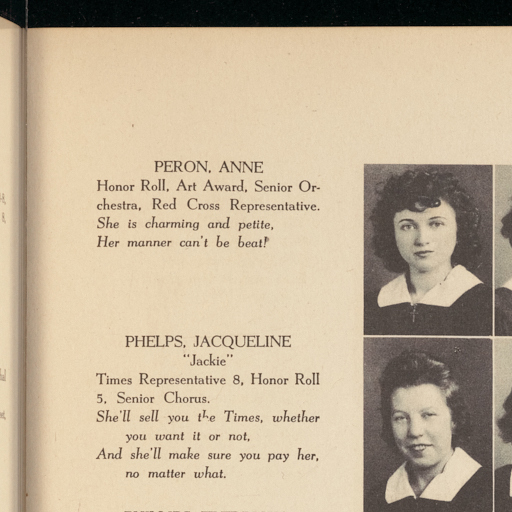 PERON, ANNE
Honor Roll, Art Award, Senior Or-
chestra, Red Cross Representative.
She is charming and petite,
Her manner can't be beat!
PHELPS, JACQUELINE
"Jackie"
Times Representative 8, Honor Roll
5, Senior Chorus.
She'll sell you the Times, whether
you want it or not,
And she'll make sure you pay her,
no matter what.